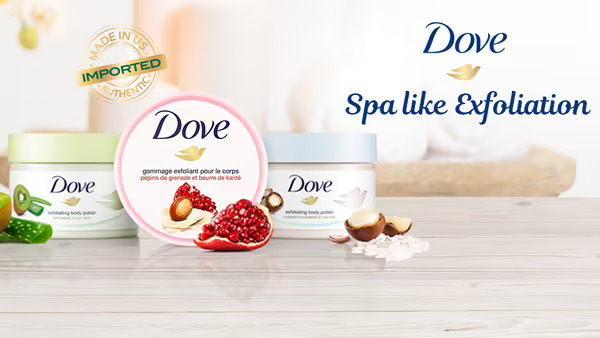 MADE IN US
IMPORTED
AUTHENTIC
Dove
Spa like Exfoliation
Dove
exfoliating body polish
Dove
gommage exfoliant pour le corps
pépins de grenade et beurre de karité
Dove
exfoliating body polish